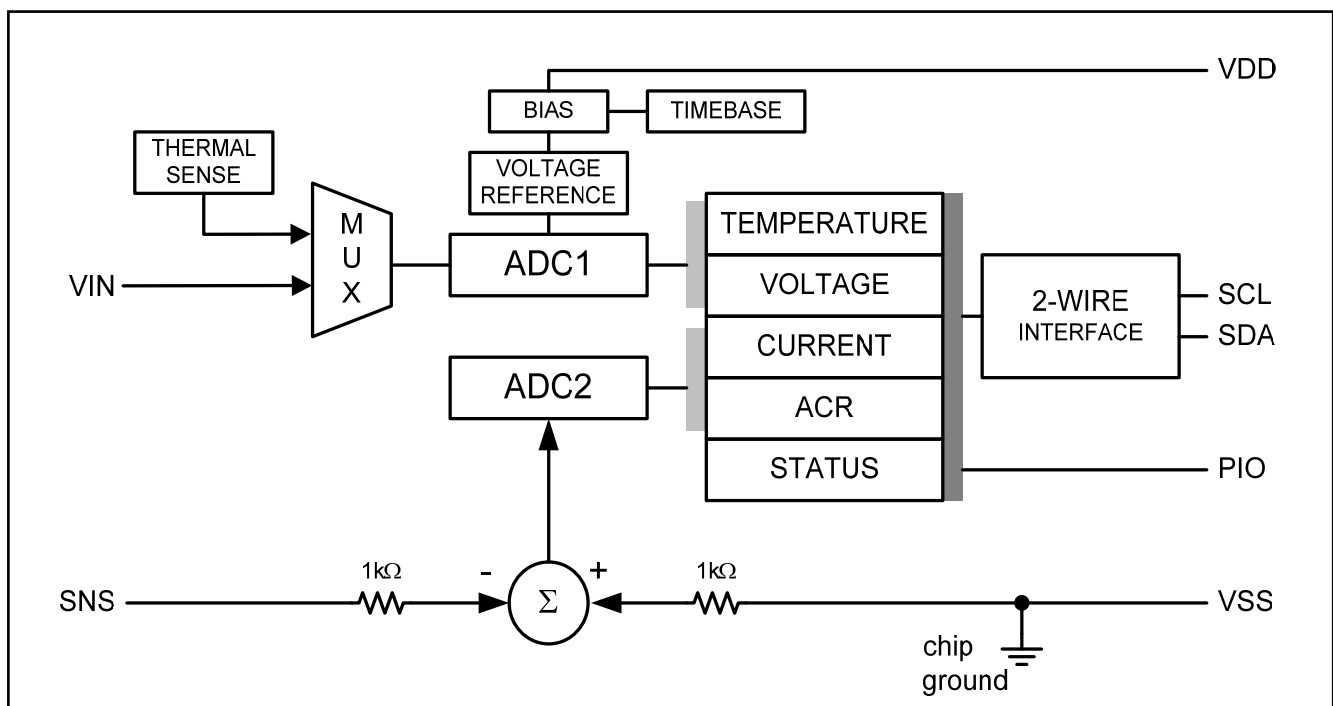 VDD
BIAS
TIMEBASE
THERMAL
SENSE
VOLTAGE
REFERENCE
M
U
X
ADC1
TEMPERATURE
VOLTAGE
VIN
2-WIRE
INTERFACE
SCL
SDA
CURRENT
ADC2
ACR
STATUS
PIO
1kΩ
-
+
1kΩ
SNS
Σ
VSS
chip
ground